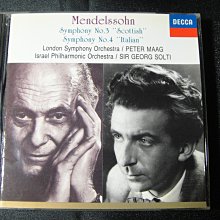 Mendelssohn
DECCA
Symphony No.3 "Scottish"
Symphony No.4 "Italian"
London Symphony Orchestra / PETER MAAG
Israel Philharmonic Orchestra / SIR GEORG SOLTI